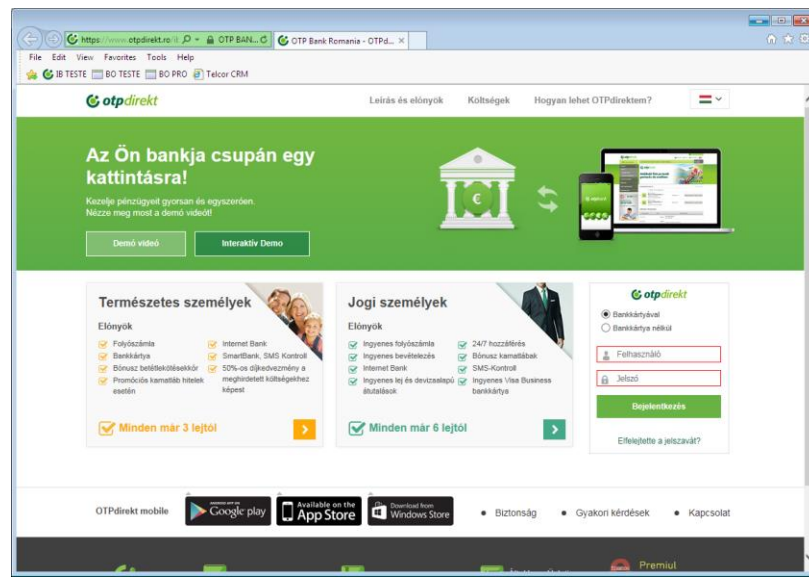 https://www.otpdirekt.ro
OTP BAN...
OTP Bank Romania - OTPd...
File Edit View Favorites Tools Help
IB TESTE BO TESTE BO PRO Telcor CRM
otpdirekt
Leírás és előnyök Költségek Hogyan lehet OTPdirektem?
Az Ön bankja csupán egy
kattintásra!
Kezelje pénzügyeit gyorsan és egyszerűen.
Nézze meg most a demó videót!
Demó videó Interaktív Demo
Természetes személyek
Előnyök
Folyószámla
Bankkártya
Bónusz betétlekötésekkór
Promóciós kamatláb hitelek
esetén
Internet Bank
SmartBank, SMS Kontroll
50%-os díjkedvezmény a
meghirdetett költségekhez
képest
Minden már 3 lejtól
Jogi személyek
Előnyök
Ingyenes folyószámla
Ingyenes bevételezés
Internet Bank
Ingyenes lej és devizaalapú
átutalások
24/7 hozzáférés
Bónusz kamatlábak
SMS-Kontroll
Ingyenes Visa Business
bankkártya
Minden már 6 lejtól
otpdirekt
Bankkártyával
Bankkártya nélkül
Felhasználó
Jelszó
Bejelentkezés
Elfelejtette a jelszavát?
OTPdirekt mobile
ANDROID APP ON
Google play
Available on the
App Store
Download from
Windows Store
Biztonság
Gyakori kérdések
Kapcsolat
Premiul